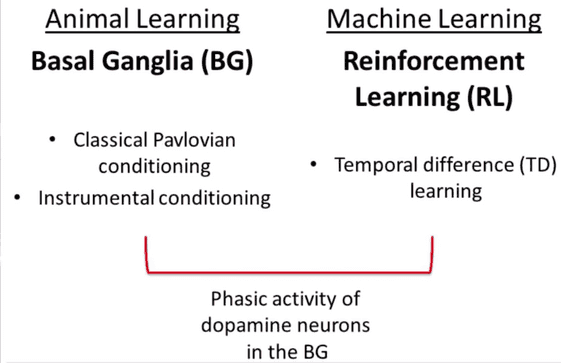 Animal Learning
Basal Ganglia (BG)
• Classical Pavlovian
conditioning
• Instrumental conditioning
Machine Learning
Reinforcement
Learning (RL)
• Temporal difference (TD)
learning
Phasic activity of
dopamine neurons
in the BG